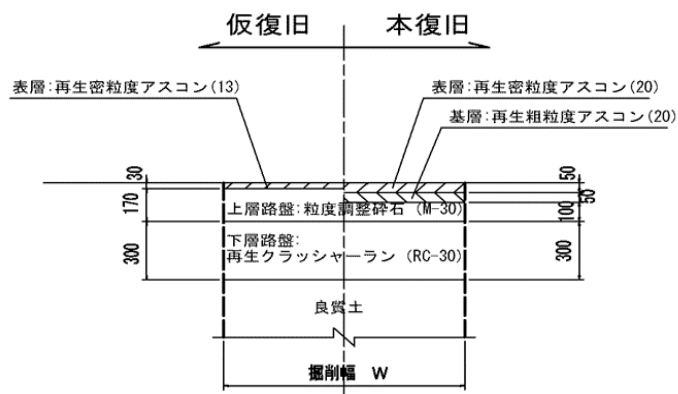 仮復旧 本復旧
表層:再生密粒度アスコン(13)
表層:再生密粒度アスコン(20)
基層:再生粗粒度アスコン(20)
30
50
50
170
上層路盤:粒度調整砕石 (M-30)
100
下層路盤:
300
再生クラッシャーラン (RC-30)
300
良質土
掘削幅 W